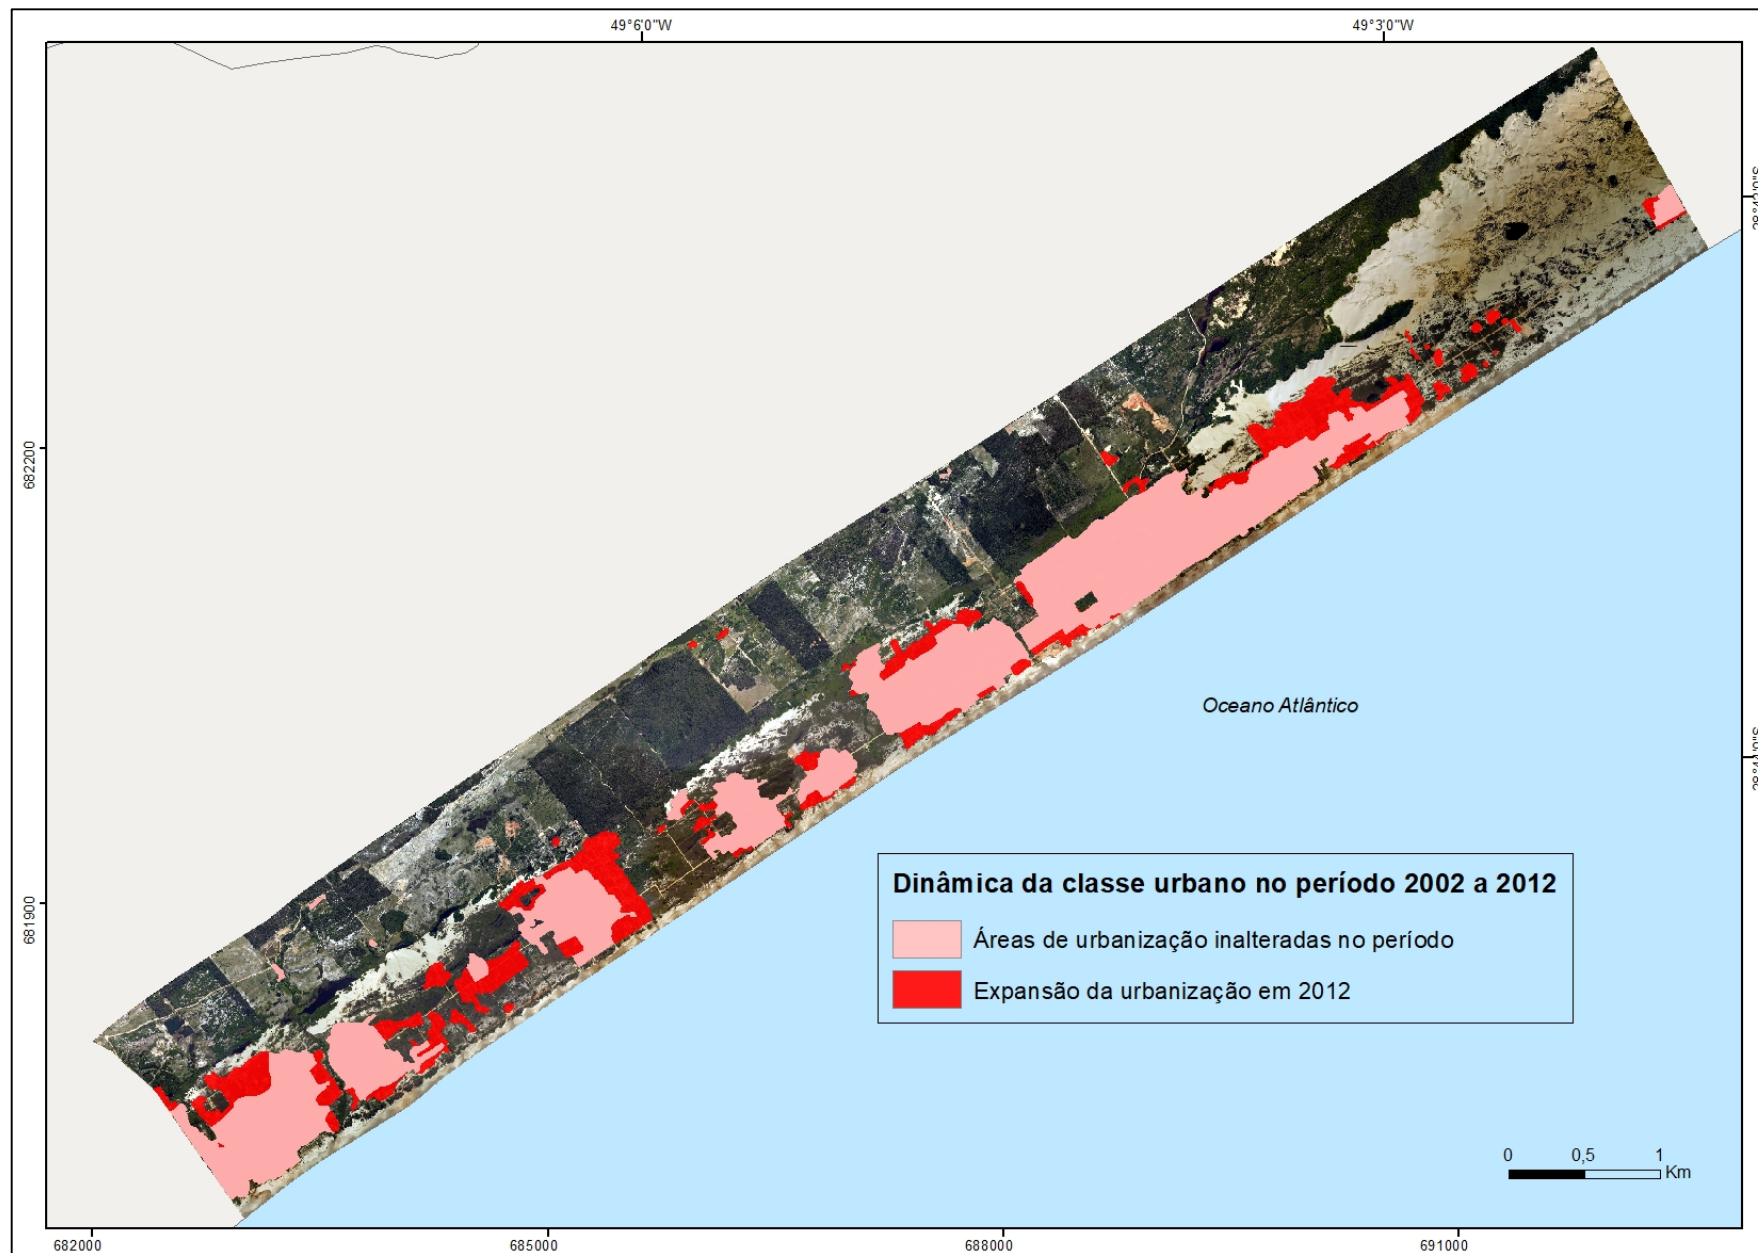 49°6'0"W
49°3'0"W
682200
681900
Oceano Atlântico
Dinâmica da classe urbano no período 2002 a 2012
Áreas de urbanização inalteradas no período
Expansão da urbanização em 2012
0 0,5 1
Km
682000 685000 688000 691000